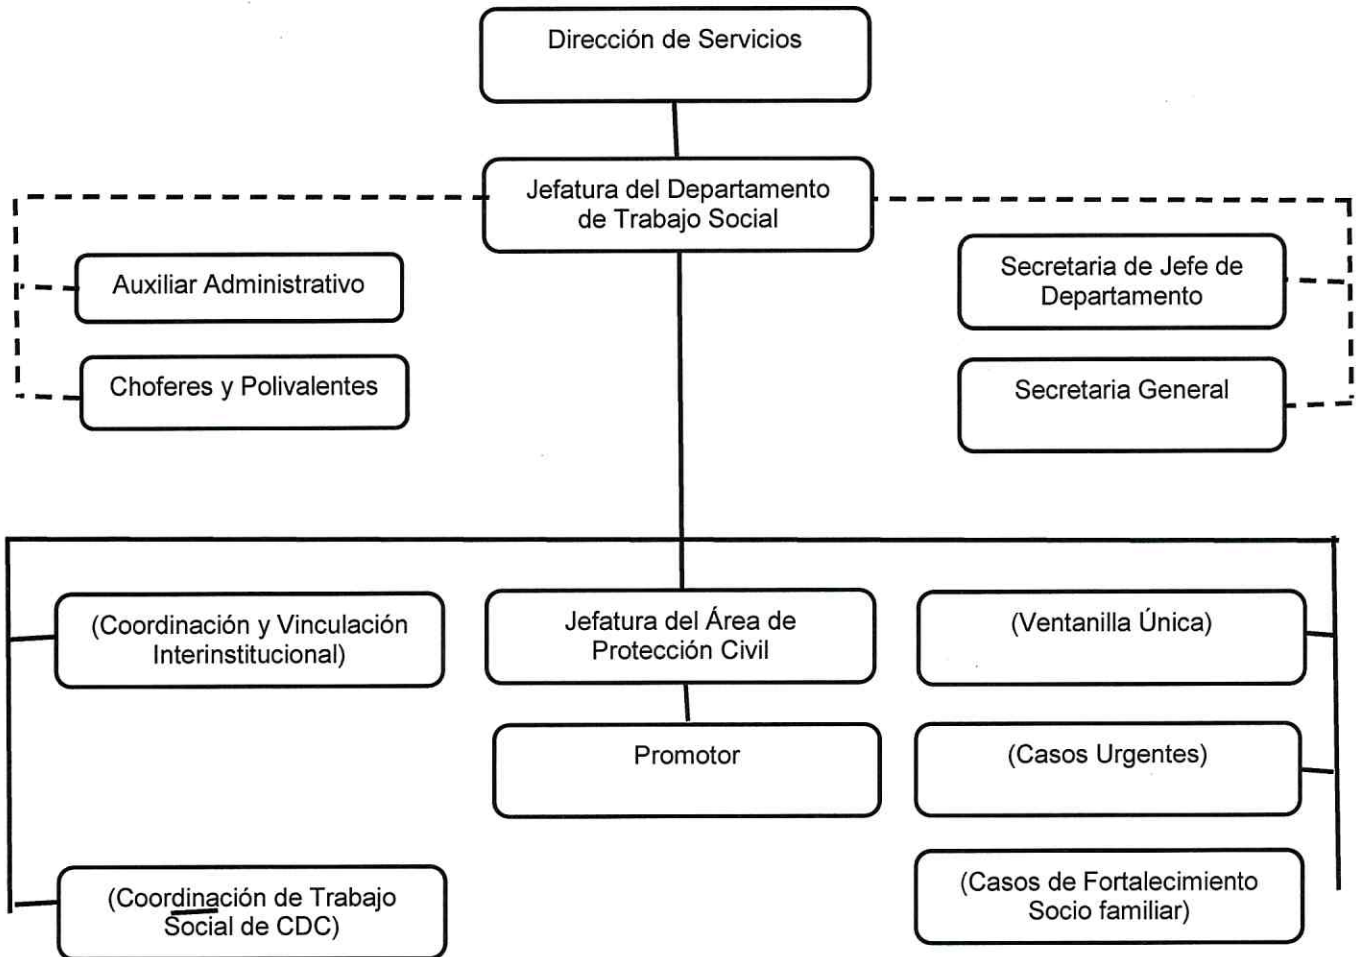 Dirección de Servicios
Jefatura del Departamento
de Trabajo Social
Auxiliar Administrativo
Secretaria de Jefe de
Departamento
Choferes y Polivalentes
Secretaria General
(Coordinación y Vinculación
Interinstitucional)
Jefatura del Área de
Protección Civil
(Ventanilla Única)
Promotor
(Casos Urgentes)
(Coordinación de Trabajo
Social de CDC)
(Casos de Fortalecimiento
Socio familiar)